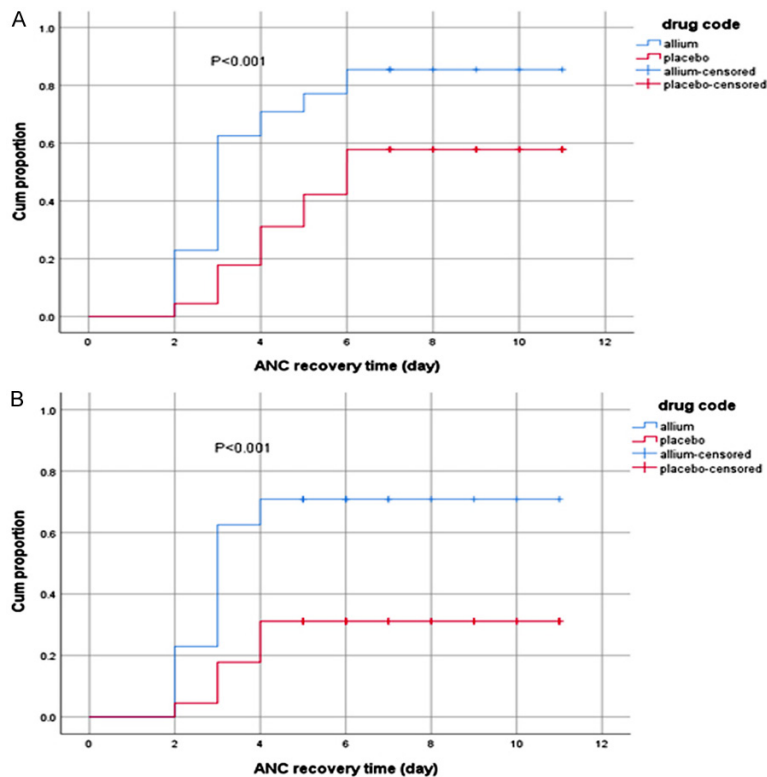 A
drug code
allium
placebo
allium-censored
placebo-censored
P<0.001
Cum proportion
1.0
0.8
0.6
0.4
0.2
0.0
0 2 4 6 8 10 12
ANC recovery time (day)
B
drug code
allium
placebo
allium-censored
placebo-censored
P<0.001
Cum proportion
1.0
0.8
0.6
0.4
0.2
0.0
0 2 4 6 8 10 12
ANC recovery time (day)